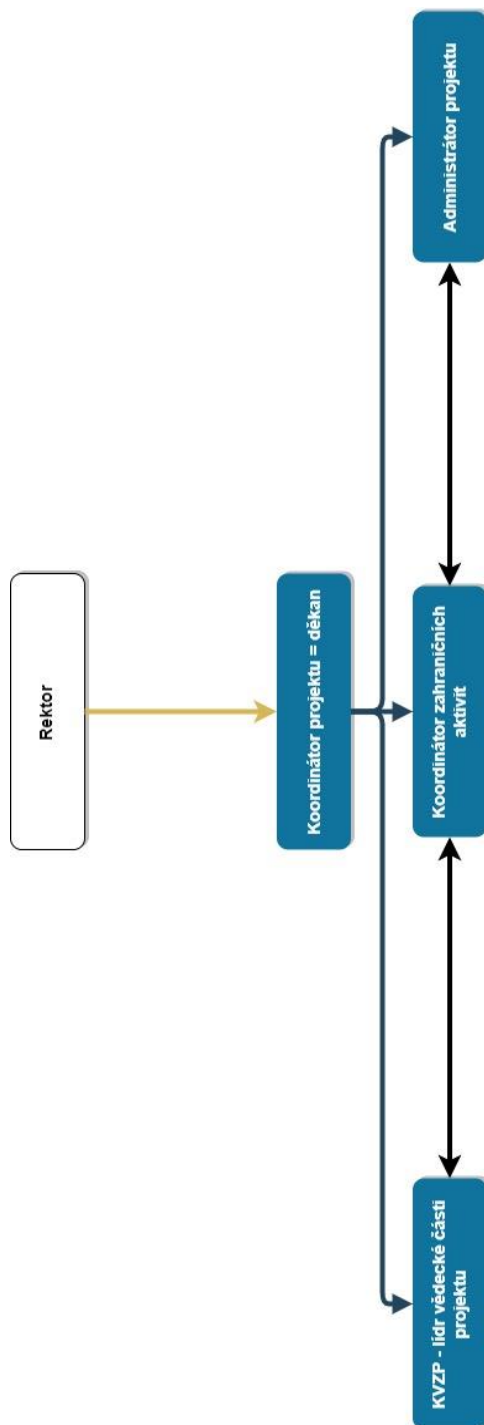 Rektor
Koordinátor projektu = děkan
KVZP - lídr vědecké části
projektu
Koordinátor zahraničních
aktivit
Administrátor projektu